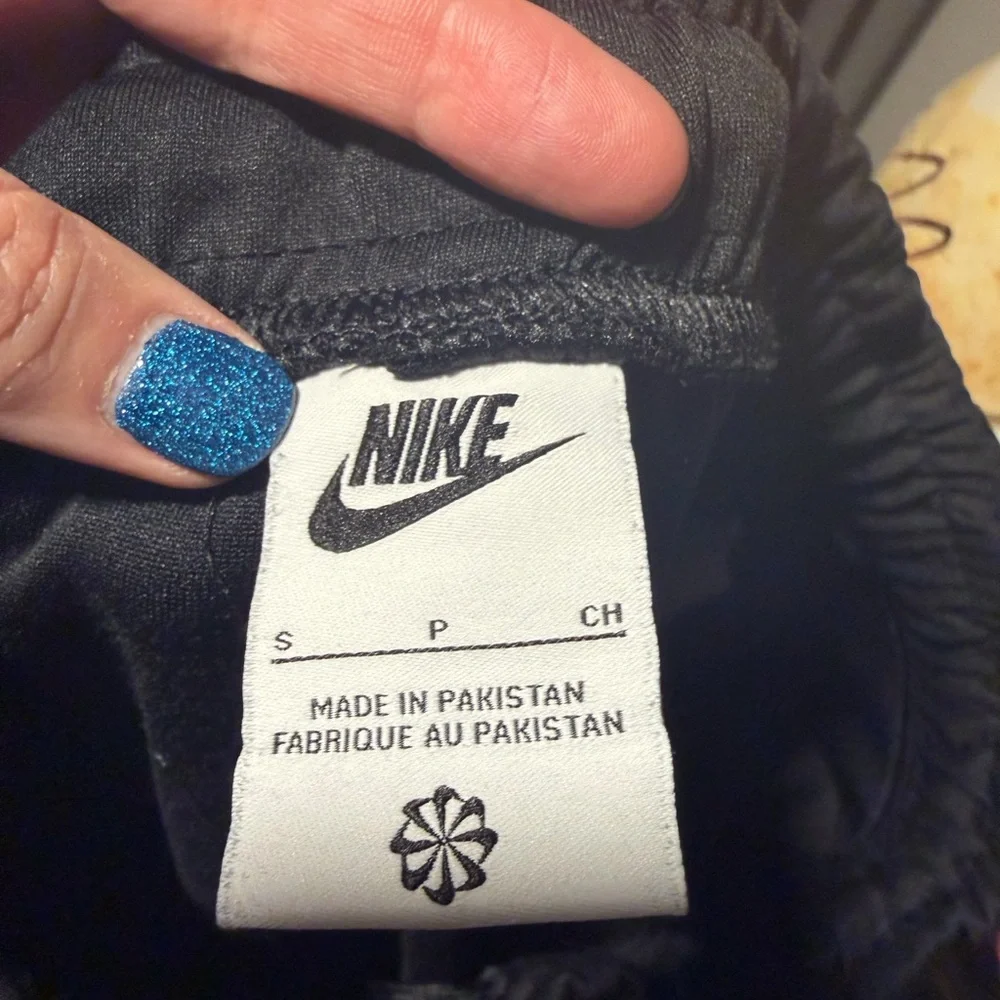 NIKE
S P CH
MADE IN PAKISTAN
FABRIQUE AU PAKISTAN